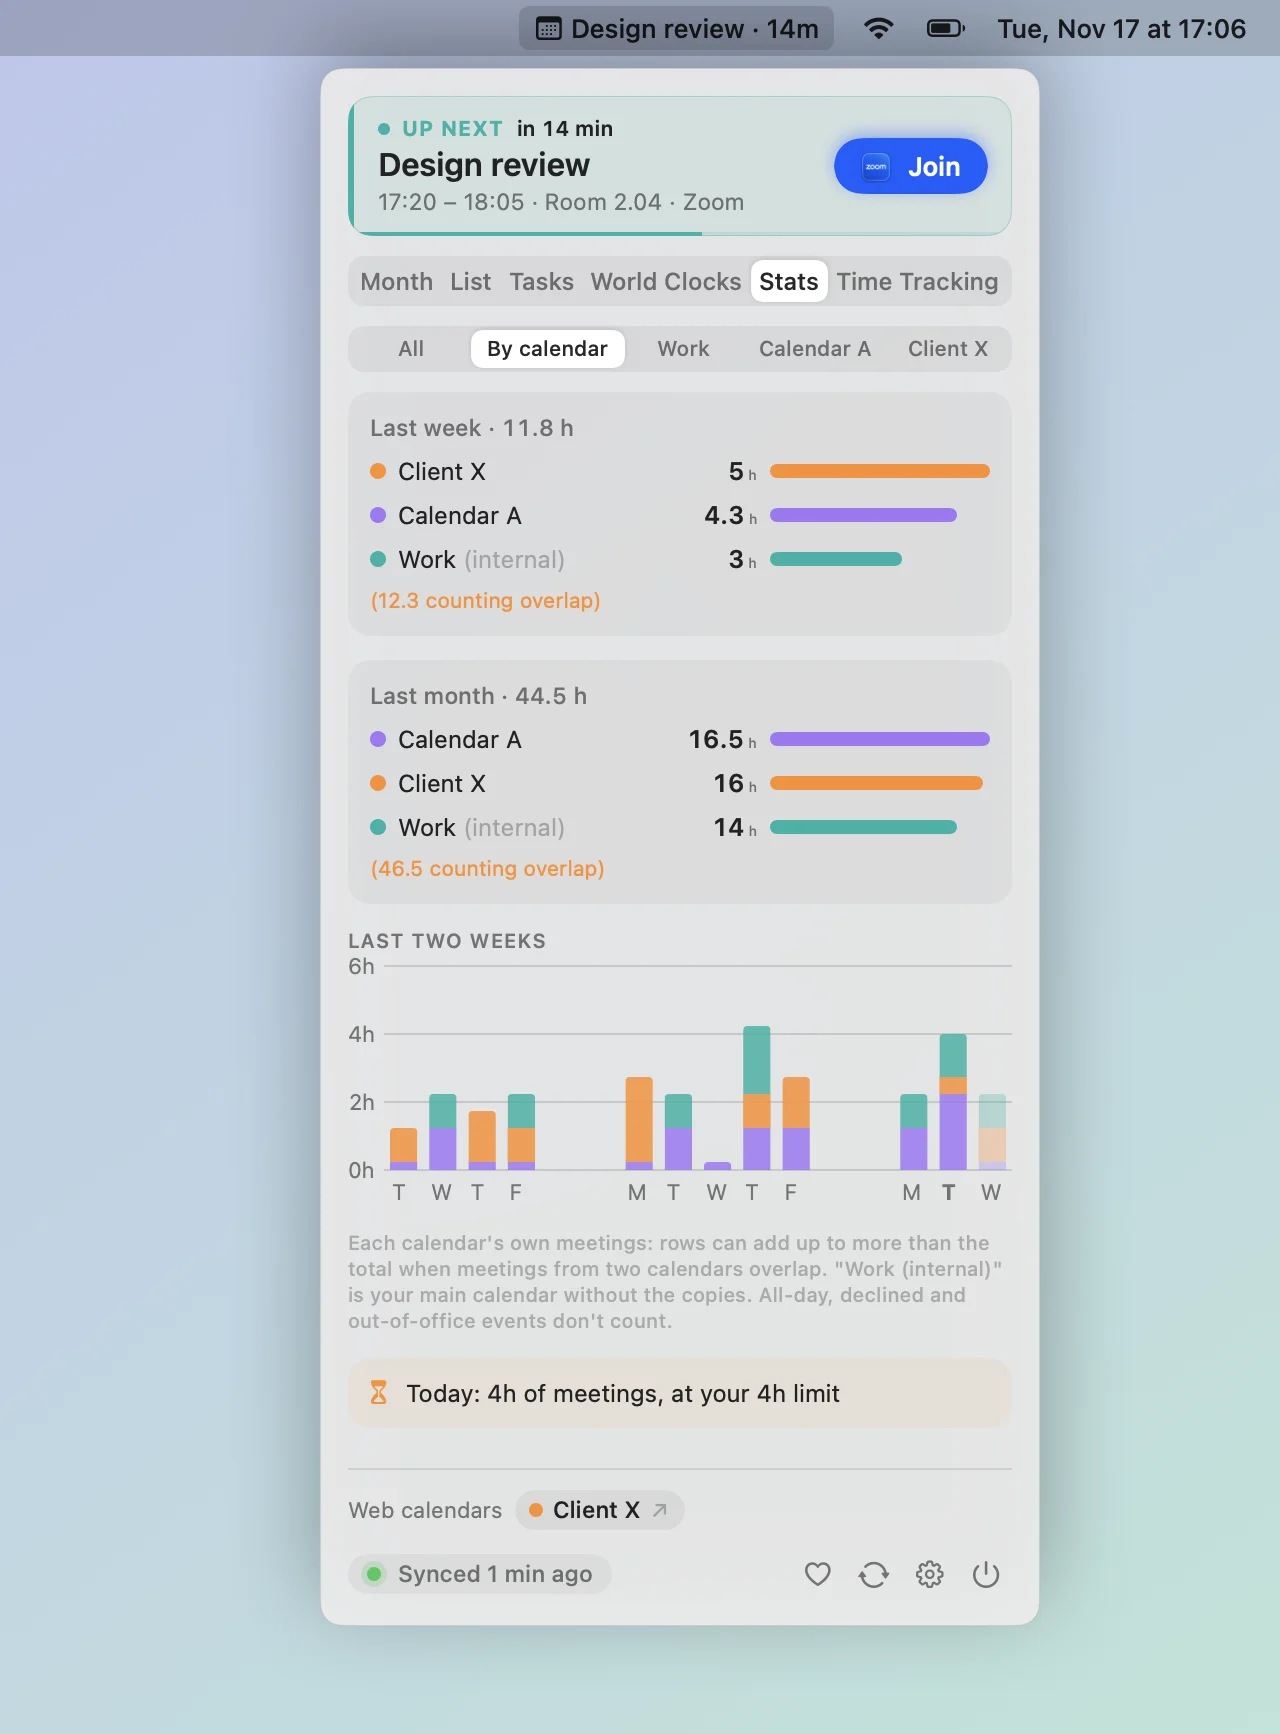 Design review · 14m
Tue, Nov 17 at 17:06
UP NEXT in 14 min
Design review
17:20 – 18:05 · Room 2.04 · Zoom
zoom
Join
Month List Tasks World Clocks Stats Time Tracking
All By calendar Work Calendar A Client X
Last week · 11.8 h
Client X 5 h
Calendar A 4.3 h
Work (internal) 3 h
(12.3 counting overlap)
Last month · 44.5 h
Calendar A 16.5 h
Client X 16 h
Work (internal) 14 h
(46.5 counting overlap)
LAST TWO WEEKS
6h
4h
2h
0h
T W T F M T W T F M T W
Each calendar's own meetings: rows can add up to more than the
total when meetings from two calendars overlap. "Work (internal)"
is your main calendar without the copies. All-day, declined and
out-of-office events don't count.
Today: 4h of meetings, at your 4h limit
Web calendars Client X
Synced 1 min ago